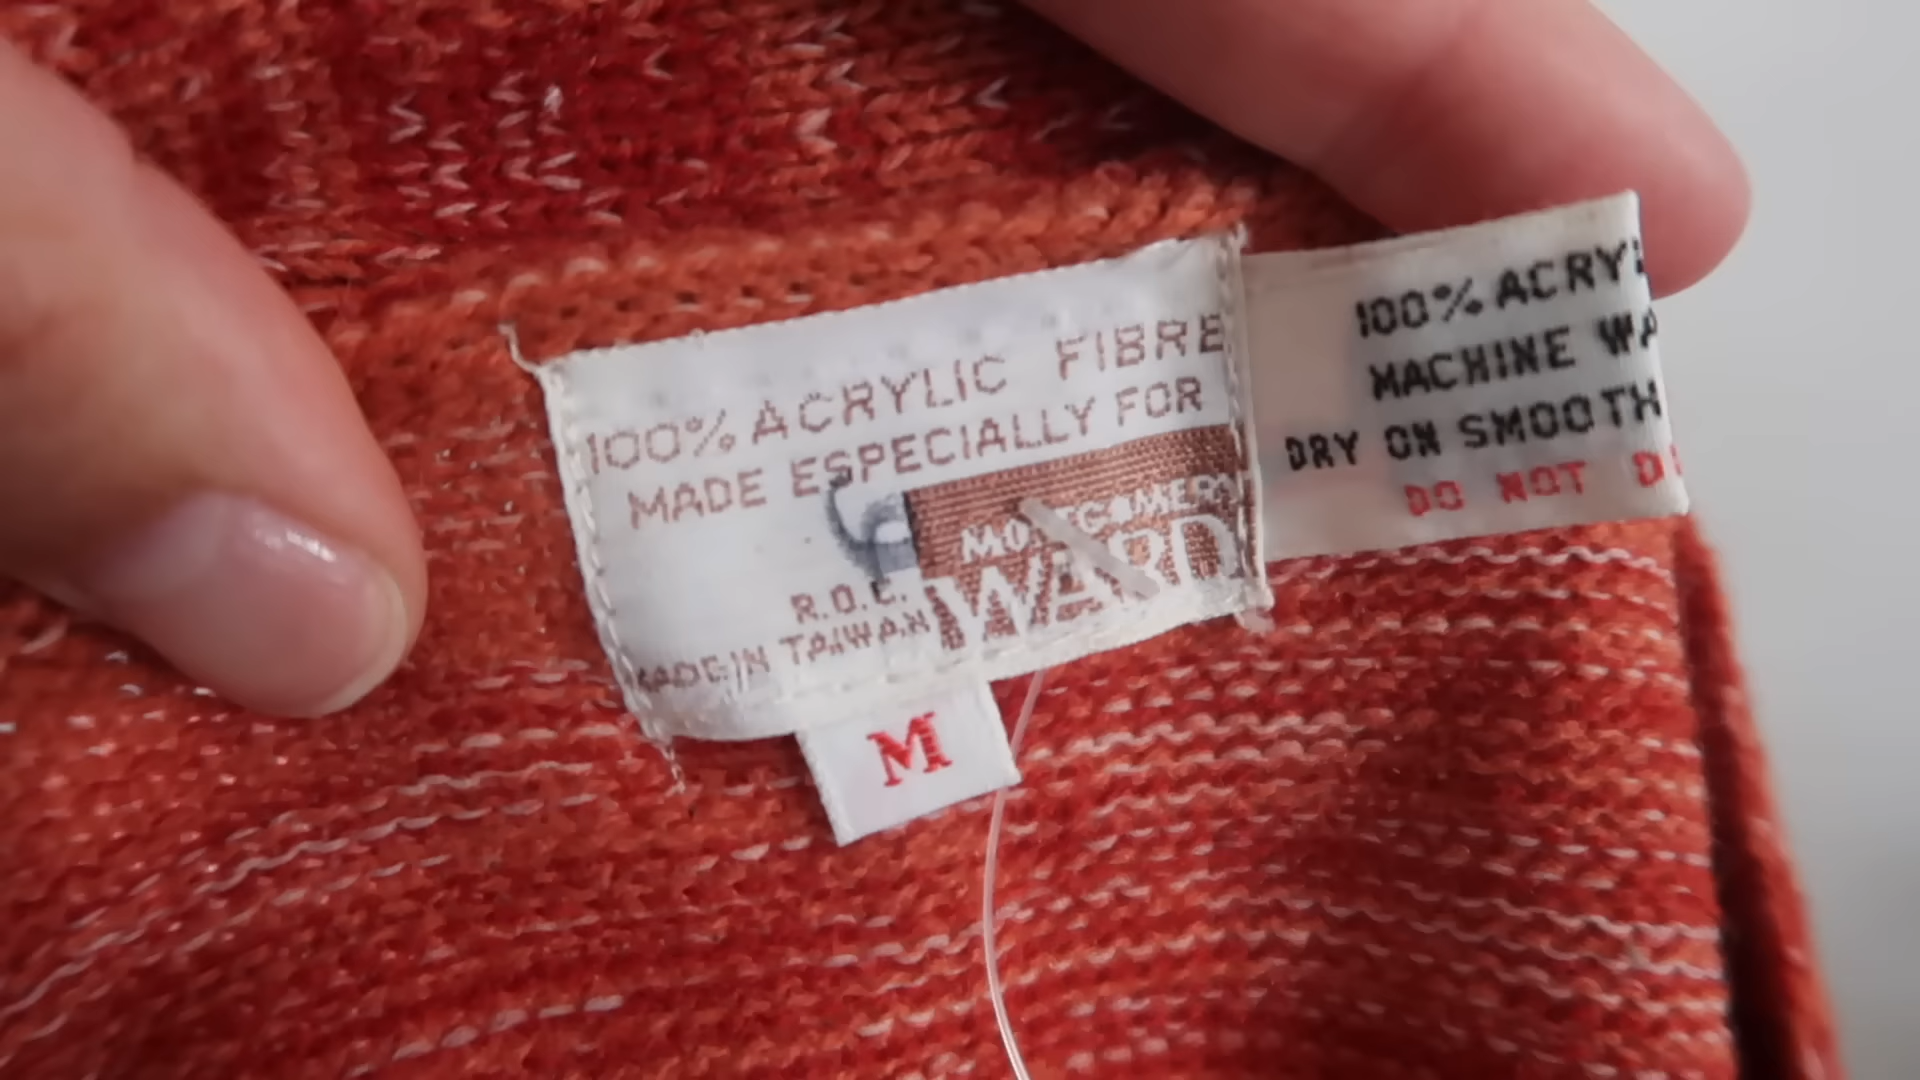 100% ACRYLIC FIBRE
MADE ESPECIALLY FOR
MONTGOMERY
WARD
R.O.C.
MADE IN TAIWAN
M
100% ACRY
MACHINE WA
DRY ON SMOOTH
DO NOT D